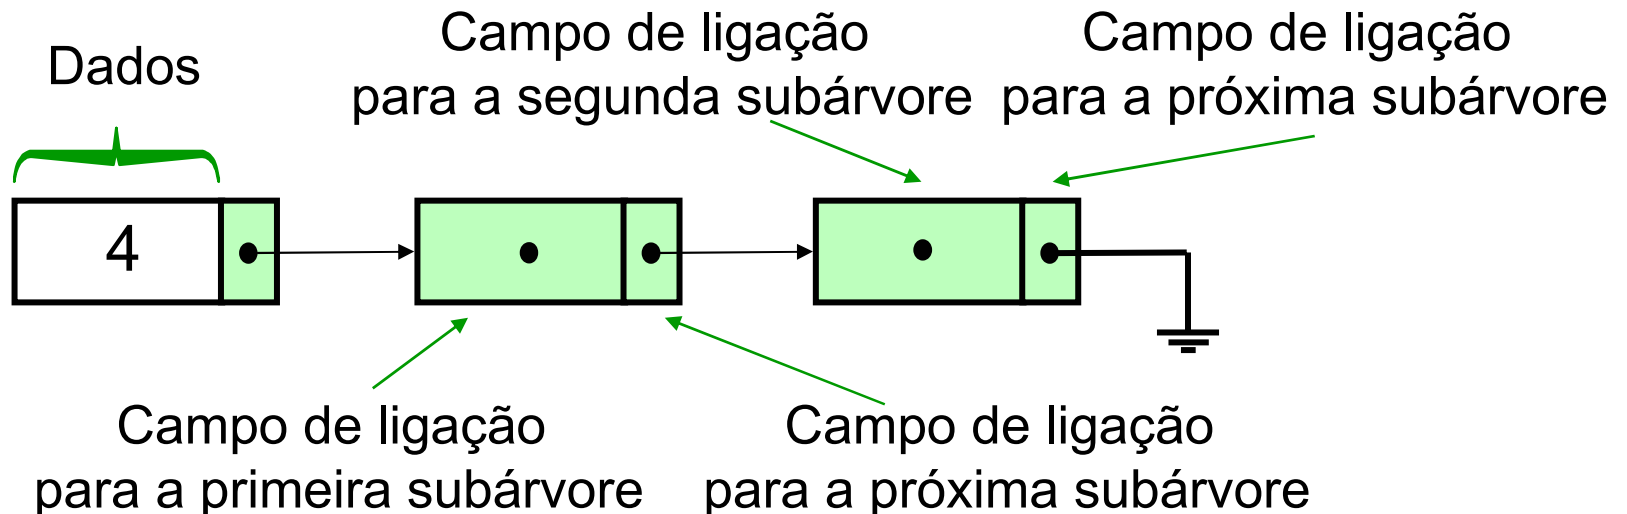 Dados
Campo de ligação
para a segunda subárvore
Campo de ligação
para a próxima subárvore
4
Campo de ligação
para a primeira subárvore
Campo de ligação
para a próxima subárvore